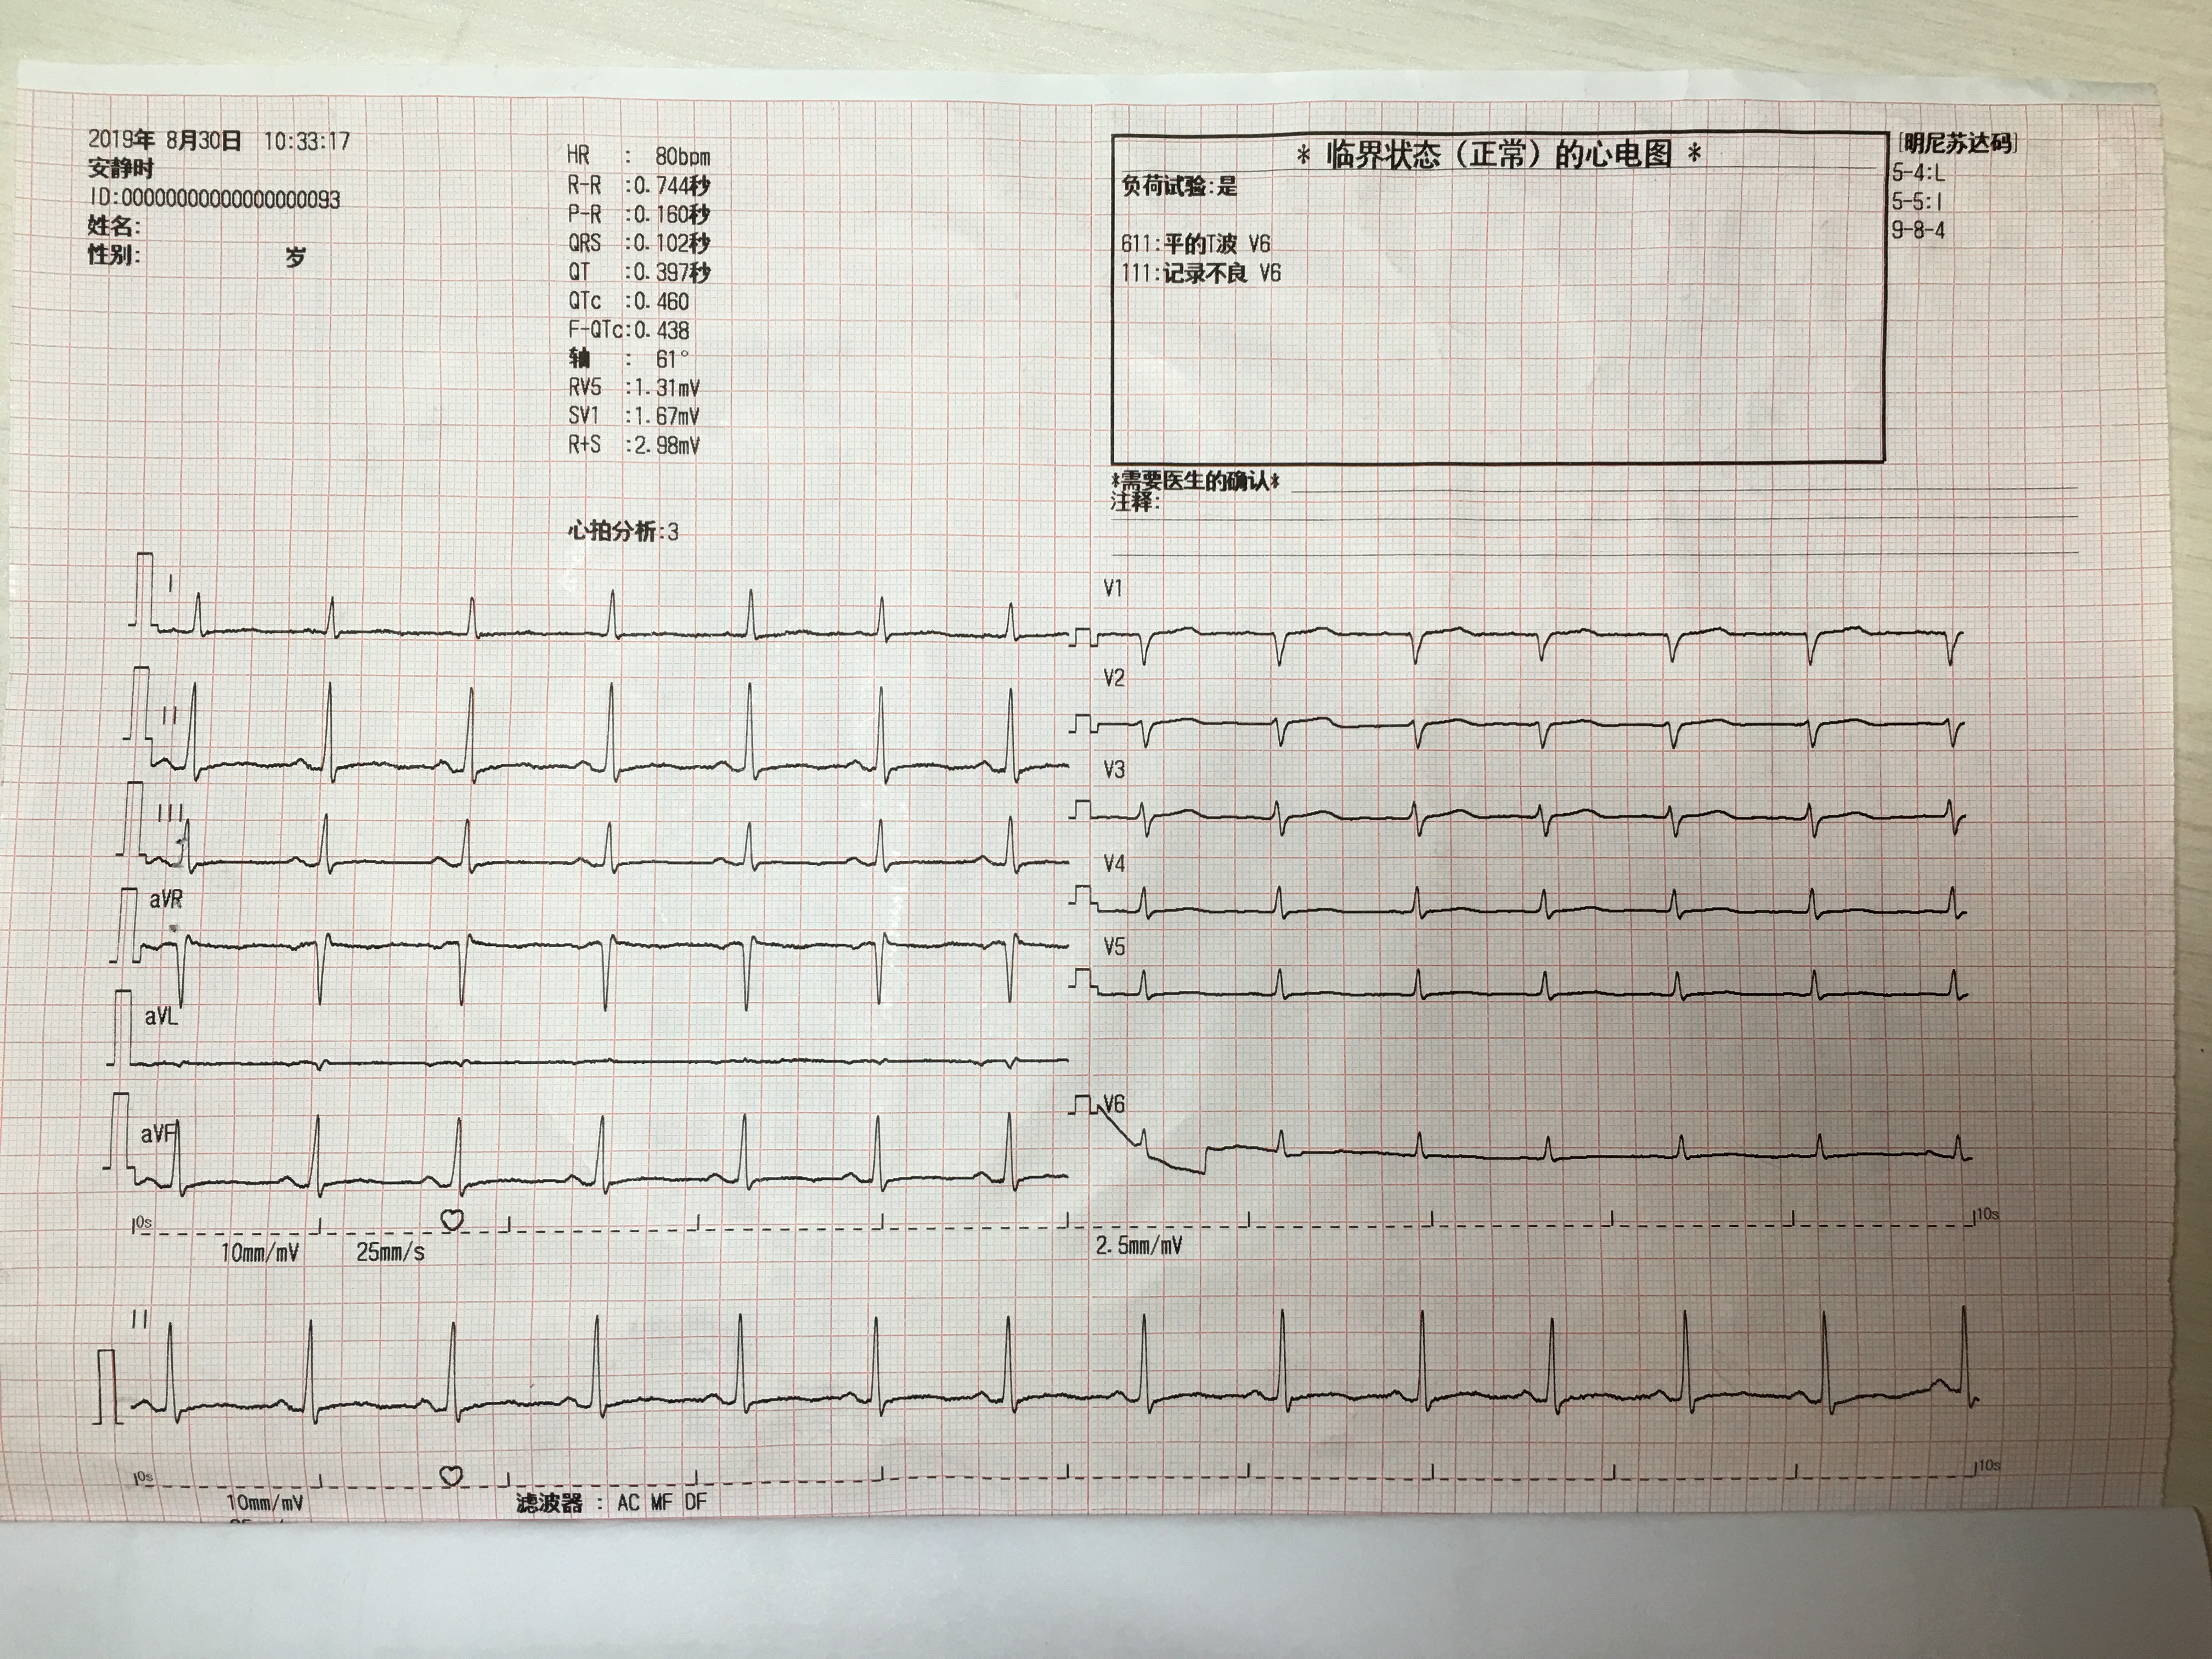 2019年 8月30日 10:33:17
安静时
ID:00000000000000000093
姓名:
性别: 岁
HR : 80bpm
R-R :0.744秒
P-R :0.160秒
QRS :0.102秒
QT :0.397秒
QTc :0.460
F-QTc:0.438
轴 : 61°
RV5 :1.31mV
SV1 :1.67mV
R+S :2.98mV
心拍分析:3
* 临界状态（正常）的心电图 *
负荷试验:是
611:平的T波 V6
111:记录不良 V6
[明尼苏达码]
5-4:L
5-5:I
9-8-4
*需要医生的确认*
注释:
I
II
III
aVR
aVL
aVF
V1
V2
V3
V4
V5
V6
0s 10s
10mm/mV 25mm/s 2.5mm/mV
II
0s 10s
10mm/mV 滤波器 : AC MF DF